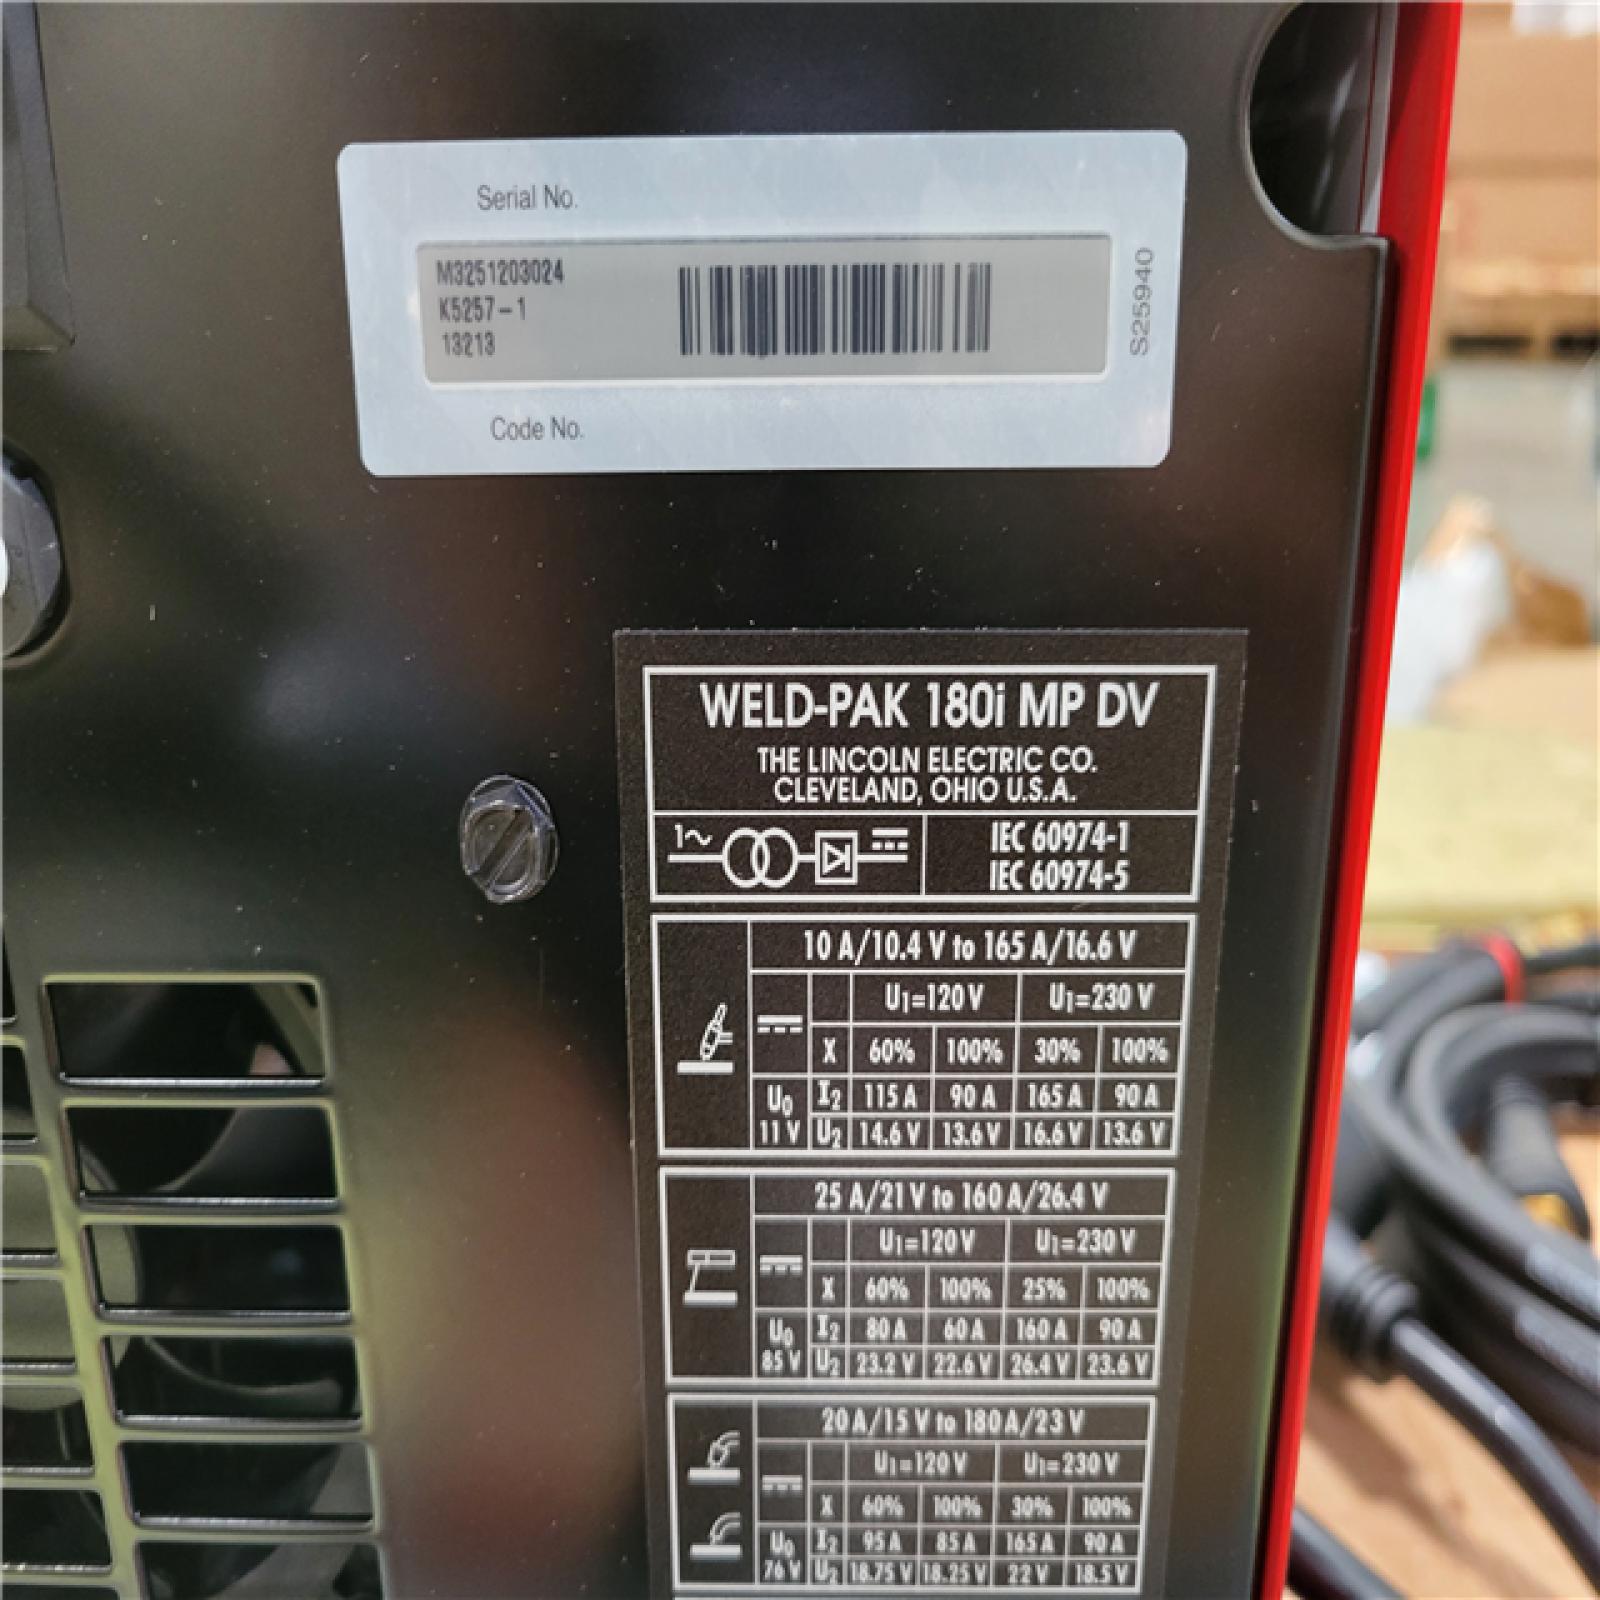 Serial No.
M3251203024
K5257-1
13213
S25940
Code No.
WELD-PAK 180i MP DV
THE LINCOLN ELECTRIC CO.
CLEVELAND, OHIO U.S.A.
1~ IEC 60974-1
IEC 60974-5
10 A/10.4 V to 165 A/16.6 V
U1=120V U1=230 V
X 60% 100% 30% 100%
U0 I2 115 A 90 A 165 A 90 A
11 V U2 14.6 V 13.6 V 16.6 V 13.6 V
25 A/21 V to 160 A/26.4 V
U1=120V U1=230 V
X 60% 100% 25% 100%
U0 I2 80 A 60 A 160 A 90 A
85 V U2 23.2 V 22.6 V 26.4 V 23.6 V
20 A/15 V to 180 A/23 V
U1=120V U1=230 V
X 60% 100% 30% 100%
U0 I2 95 A 85 A 165 A 90 A
76 V U2 18.75 V 18.25 V 22 V 18.5 V